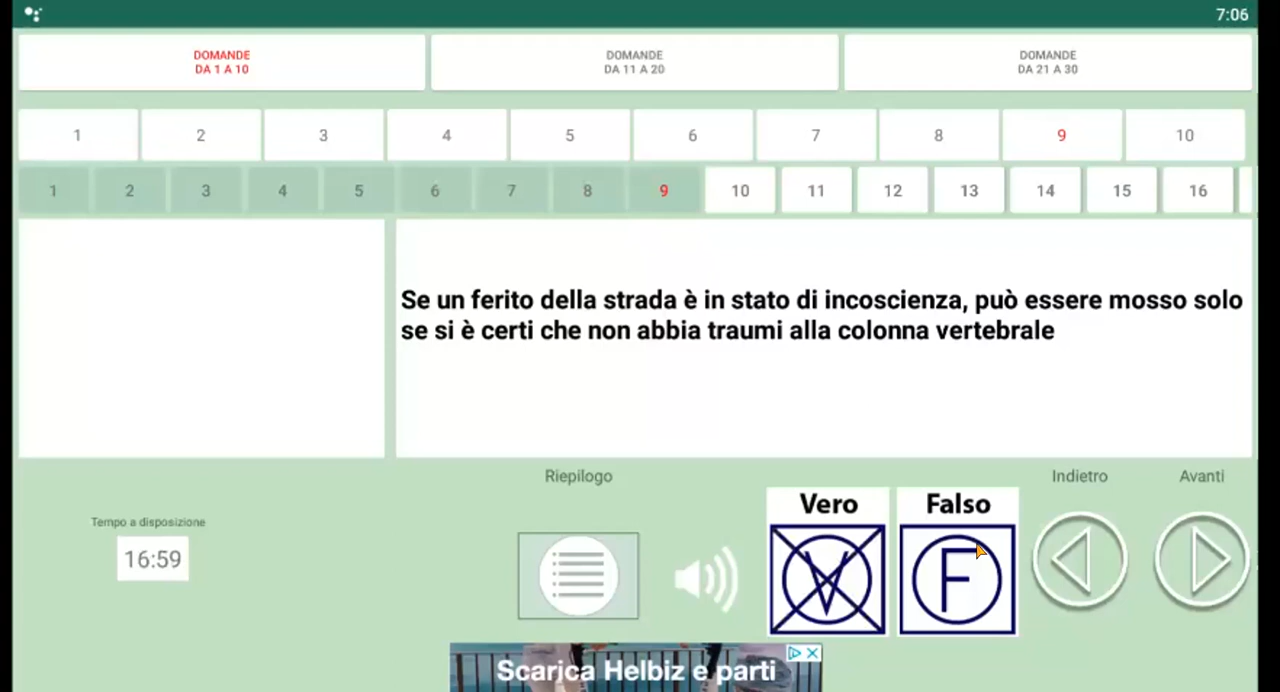 7:06
DOMANDE
DA 1 A 10
DOMANDE
DA 11 A 20
DOMANDE
DA 21 A 30
1 2 3 4 5 6 7 8 9 10
1 2 3 4 5 6 7 8 9 10 11 12 13 14 15 16
Se un ferito della strada è in stato di incoscienza, può essere mosso solo
se si è certi che non abbia traumi alla colonna vertebrale
Riepilogo
Indietro Avanti
Vero Falso
Tempo a disposizione
16:59
V F
Scarica Helbiz e parti